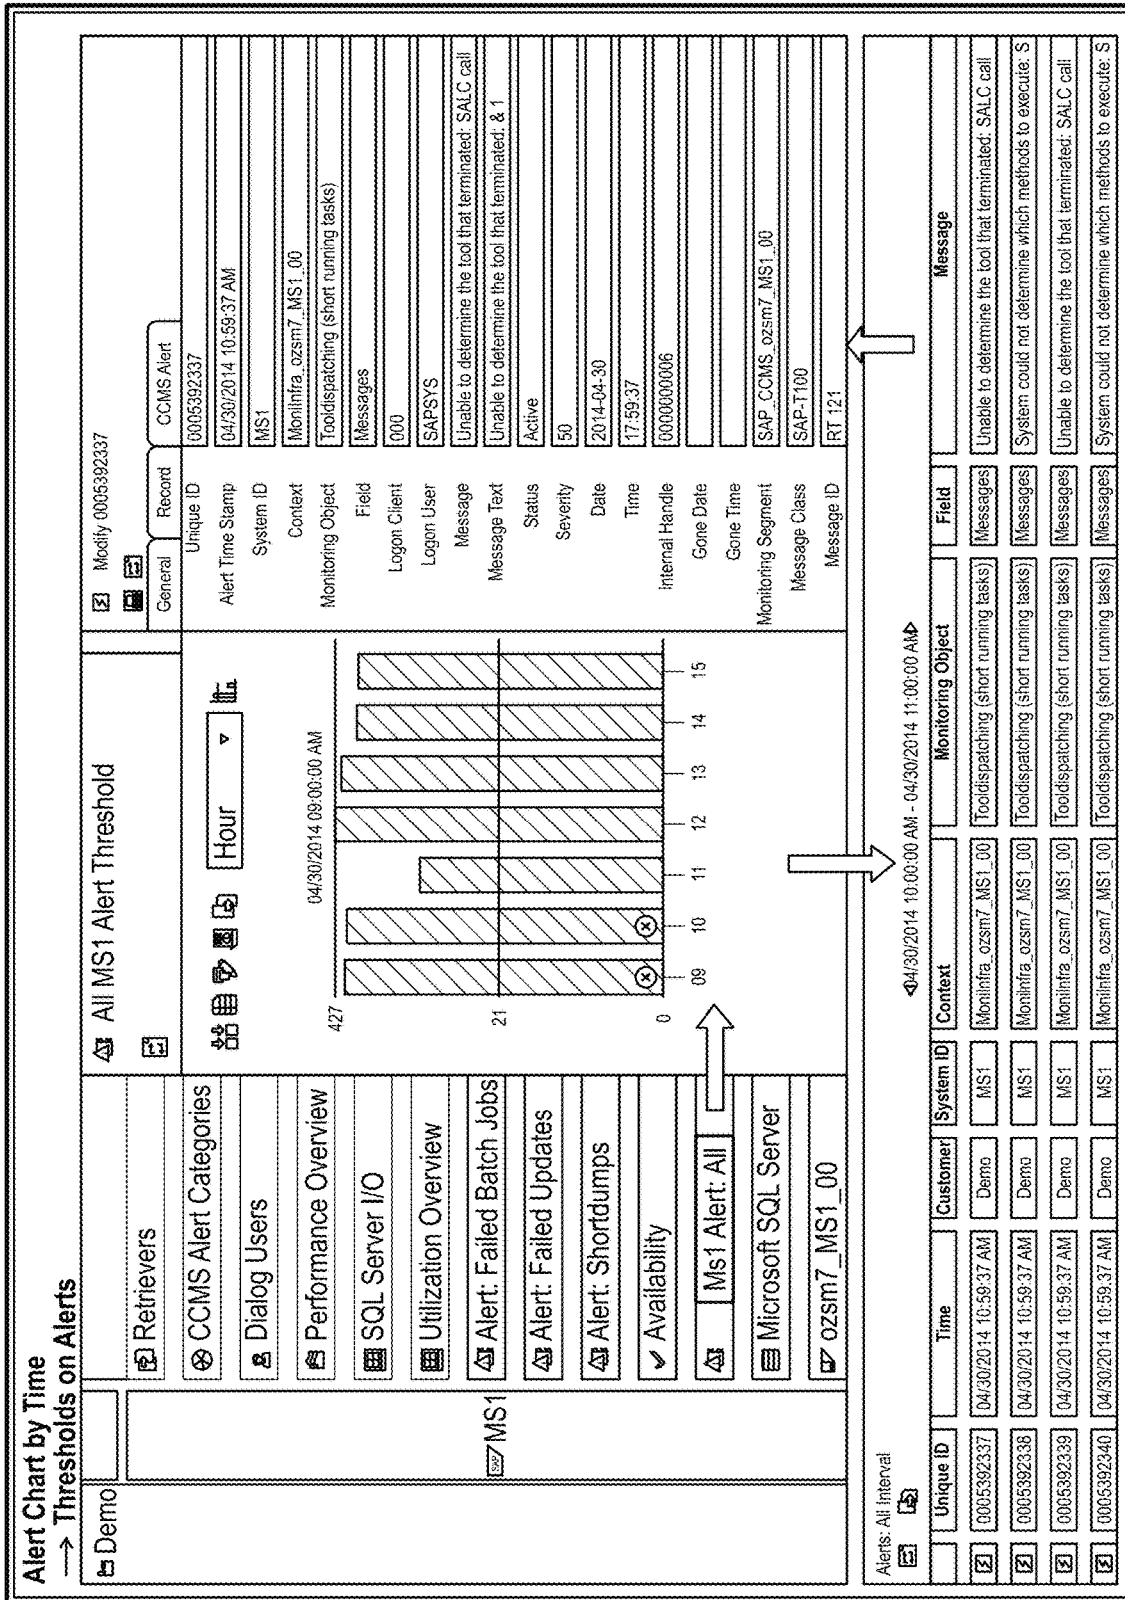 Alert Chart by Time
→ Thresholds on Alerts
Demo
SAP MS1
Retrievers
CCMS Alert Categories
Dialog Users
Performance Overview
SQL Server I/O
Utilization Overview
Alert: Failed Batch Jobs
Alert: Failed Updates
Alert: Shortdumps
Availability
Ms1 Alert: All
Microsoft SQL Server
ozsm7_MS1_00
All MS1 Alert Threshold
Hour
04/30/2014 09:00:00 AM
427
21
0
09 10 11 12 13 14 15
Modify 0005392337
General Record CCMS Alert
Unique ID 0005392337
Alert Time Stamp 04/30/2014 10:59:37 AM
System ID MS1
Context MoniInfra_ozsm7_MS1_00
Monitoring Object Tooldispatching (short running tasks)
Field Messages
Logon Client 000
Logon User SAPSYS
Message Unable to determine the tool that terminated: SALC call
Message Text Unable to determine the tool that terminated: & 1
Status Active
Severity 50
Date 2014-04-30
Time 17:59:37
Internal Handle 0000000006
Gone Date
Gone Time
Monitoring Segment SAP_CCMS_ozsm7_MS1_00
Message Class SAP-T100
Message ID RT 121
Alerts: All Interval
04/30/2014 10:00:00 AM - 04/30/2014 11:00:00 AM
Unique ID Time Customer System ID Context Monitoring Object Field Message
0005392337 04/30/2014 10:59:37 AM Demo MS1 MoniInfra_ozsm7_MS1_00 Tooldispatching (short running tasks) Messages Unable to determine the tool that terminated: SALC call
0005392338 04/30/2014 10:59:37 AM Demo MS1 MoniInfra_ozsm7_MS1_00 Tooldispatching (short running tasks) Messages System could not determine which methods to execute: S
0005392339 04/30/2014 10:59:37 AM Demo MS1 MoniInfra_ozsm7_MS1_00 Tooldispatching (short running tasks) Messages Unable to determine the tool that terminated: SALC call
0005392340 04/30/2014 10:59:37 AM Demo MS1 MoniInfra_ozsm7_MS1_00 Tooldispatching (short running tasks) Messages System could not determine which methods to execute: S